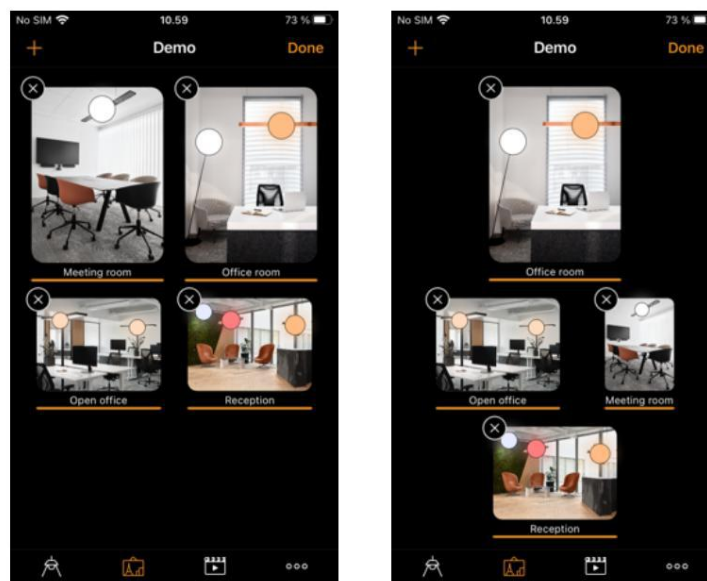 No SIM 10.59 73 %
+ Demo Done
Meeting room Office room
Open office Reception
No SIM 10.59 73 %
+ Demo Done
Office room
Open office Meeting room
Reception